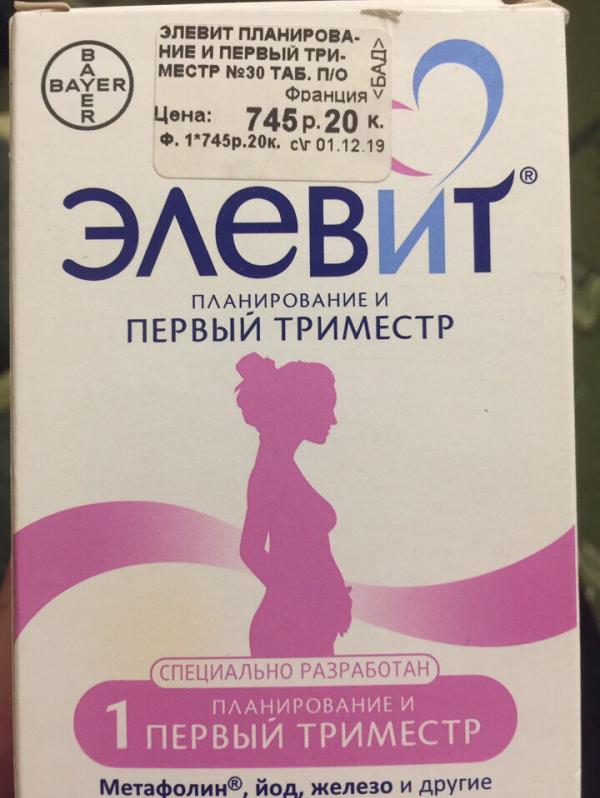 BAYER
BAYER
ЭЛЕВИТ ПЛАНИРОВА-
НИЕ И ПЕРВЫЙ ТРИ-
МЕСТР №30 ТАБ. П/О
Франция
<БАД>
Цена: 745 р. 20 к.
Ф. 1*745р.20к. с\г 01.12.19
ЭЛЕВИТ®
ПЛАНИРОВАНИЕ И
ПЕРВЫЙ ТРИМЕСТР
СПЕЦИАЛЬНО РАЗРАБОТАН
1 ПЛАНИРОВАНИЕ И
ПЕРВЫЙ ТРИМЕСТР
Метафолин®, йод, железо и другие